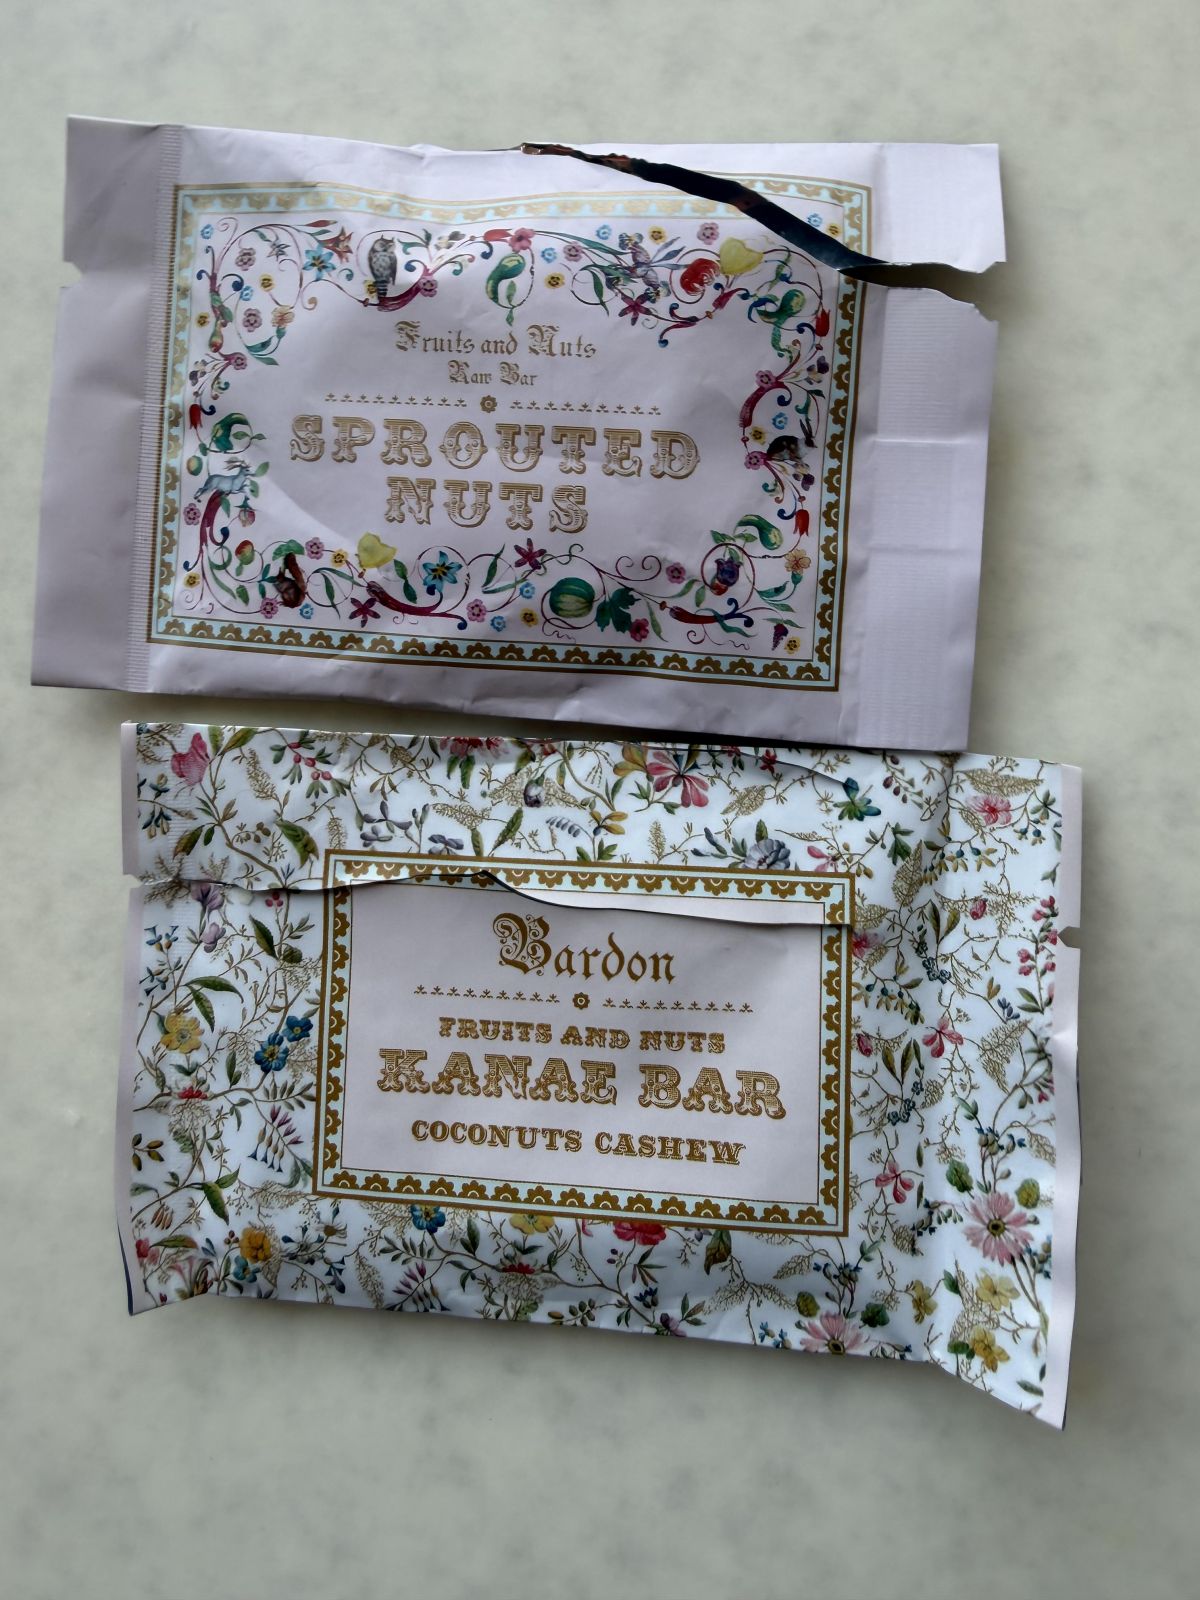 Fruits and Nuts
Raw Bar
SPROUTED
NUTS
Bardon
FRUITS AND NUTS
KANAE BAR
COCONUTS CASHEW